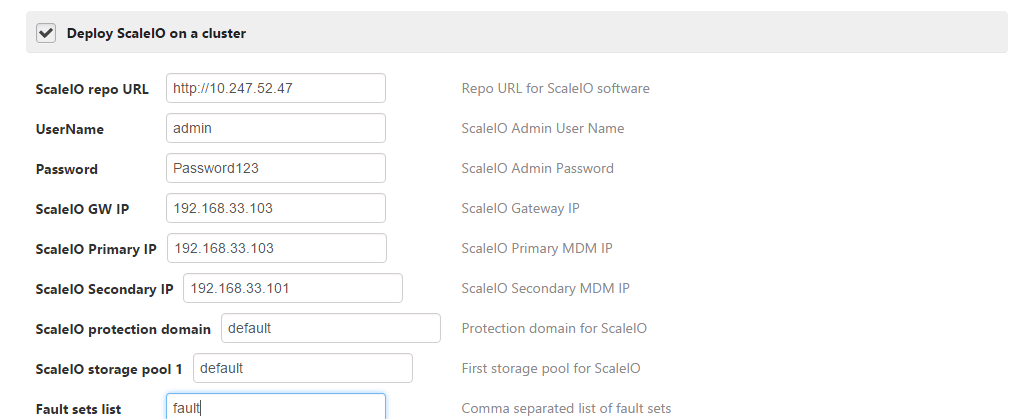 Deploy ScaleIO on a cluster
ScaleIO repo URL http://10.247.52.47 Repo URL for ScaleIO software
UserName admin ScaleIO Admin User Name
Password Password123 ScaleIO Admin Password
ScaleIO GW IP 192.168.33.103 ScaleIO Gateway IP
ScaleIO Primary IP 192.168.33.103 ScaleIO Primary MDM IP
ScaleIO Secondary IP 192.168.33.101 ScaleIO Secondary MDM IP
ScaleIO protection domain default Protection domain for ScaleIO
ScaleIO storage pool 1 default First storage pool for ScaleIO
Fault sets list fault Comma separated list of fault sets